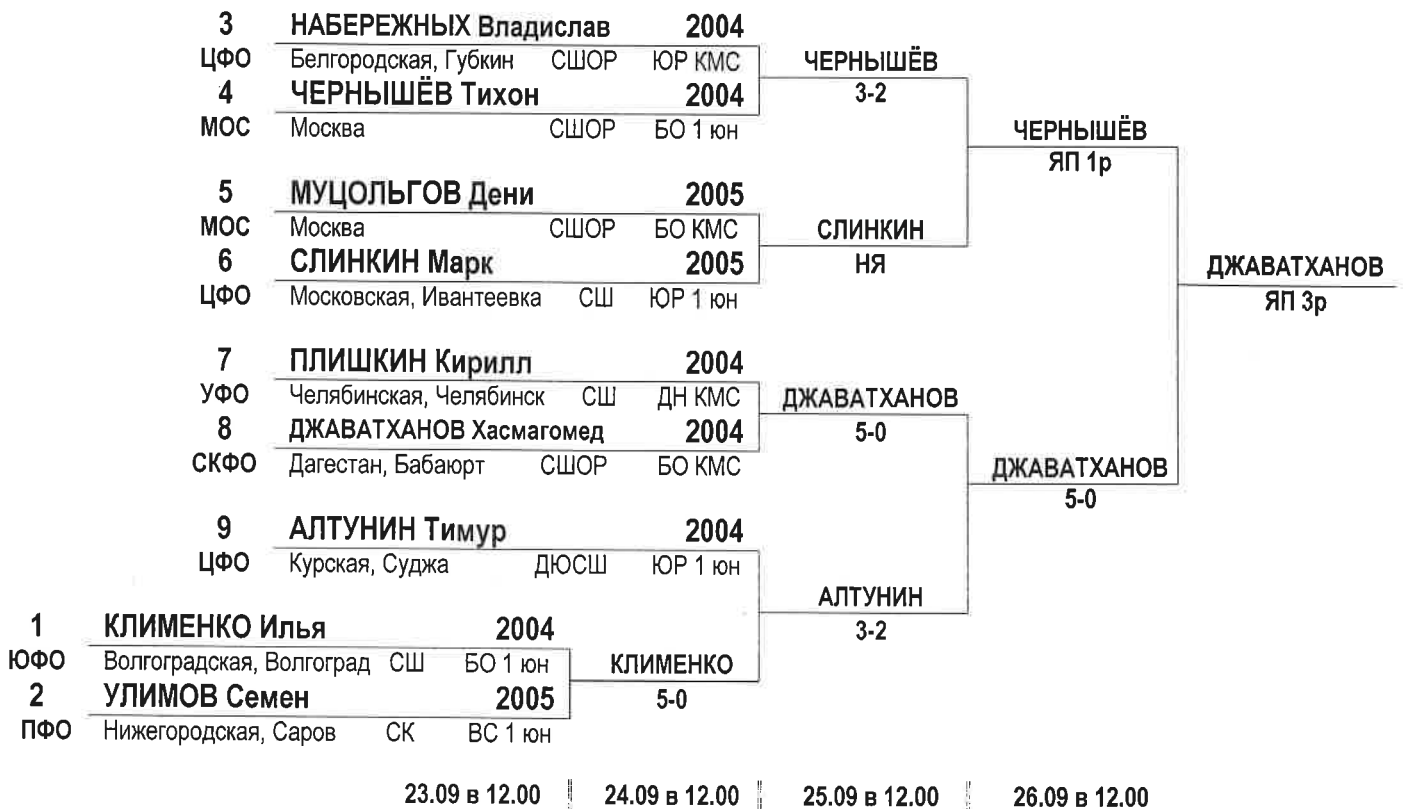 3 НАБЕРЕЖНЫХ Владислав 2004
ЦФО Белгородская, Губкин СШОР ЮР КМС
ЧЕРНЫШЁВ
3-2
4 ЧЕРНЫШЁВ Тихон 2004
МОС Москва СШОР БО 1 юн
ЧЕРНЫШЁВ
ЯП 1р
5 МУЦОЛЬГОВ Дени 2005
МОС Москва СШОР БО КМС
СЛИНКИН
НЯ
6 СЛИНКИН Марк 2005
ЦФО Московская, Ивантеевка СШ ЮР 1 юн
ДЖАВАТХАНОВ
ЯП 3р
7 ПЛИШКИН Кирилл 2004
УФО Челябинская, Челябинск СШ ДН КМС
ДЖАВАТХАНОВ
5-0
8 ДЖАВАТХАНОВ Хасмагомед 2004
СКФО Дагестан, Бабаюрт СШОР БО КМС
ДЖАВАТХАНОВ
5-0
9 АЛТУНИН Тимур 2004
ЦФО Курская, Суджа ДЮСШ ЮР 1 юн
АЛТУНИН
3-2
1 КЛИМЕНКО Илья 2004
ЮФО Волгоградская, Волгоград СШ БО 1 юн
КЛИМЕНКО
5-0
2 УЛИМОВ Семен 2005
ПФО Нижегородская, Саров СК ВС 1 юн
23.09 в 12.00 24.09 в 12.00 25.09 в 12.00 26.09 в 12.00